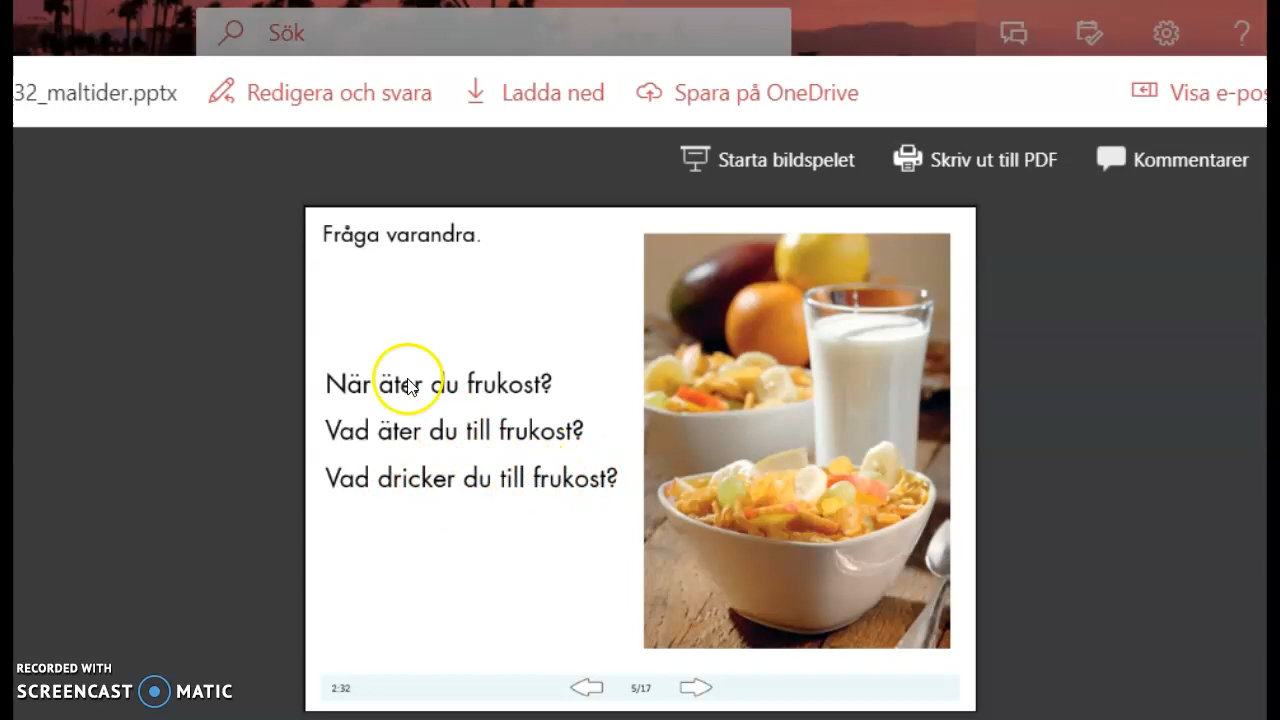 Sök
32_maltider.pptx Redigera och svara Ladda ned Spara på OneDrive Visa e-pos
Starta bildspelet Skriv ut till PDF Kommentarer
Fråga varandra.
När äter du frukost?
Vad äter du till frukost?
Vad dricker du till frukost?
2:32 5/17
RECORDED WITH
SCREENCAST MATIC